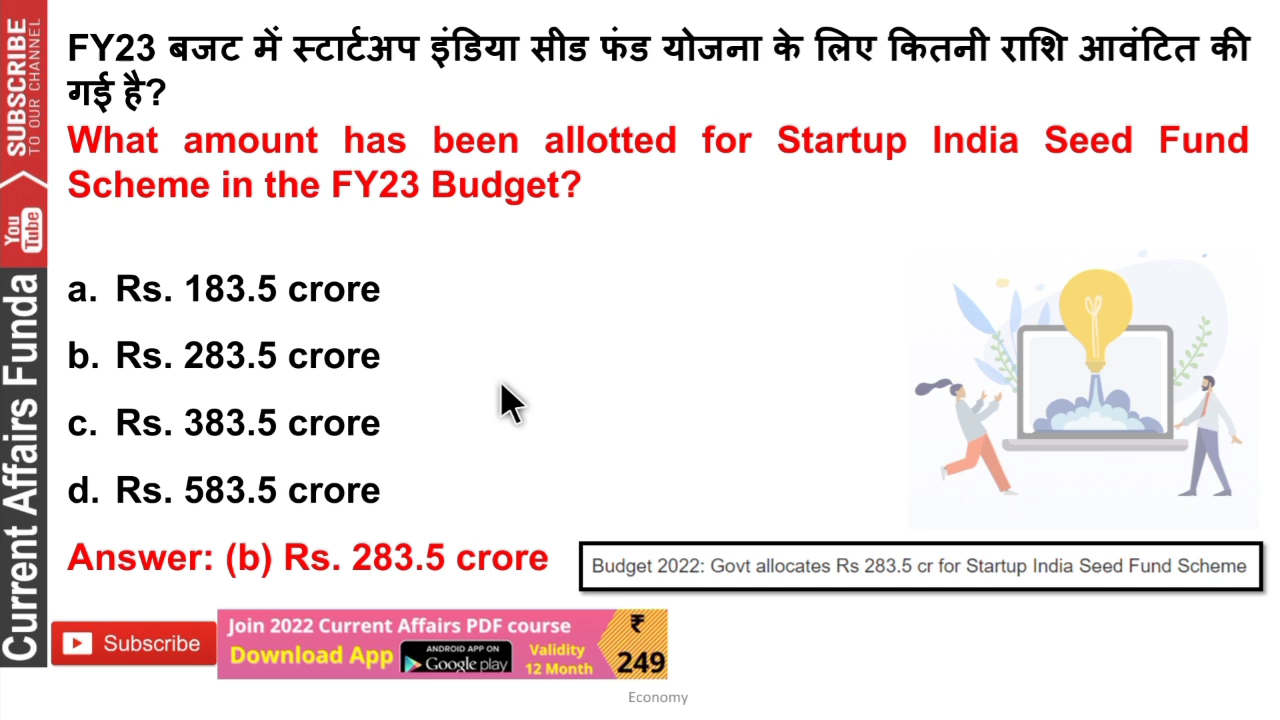 FY23 बजट में स्टार्टअप इंडिया सीड फंड योजना के लिए कितनी राशि आवंटित की
गई है?
What amount has been allotted for Startup India Seed Fund
Scheme in the FY23 Budget?
a. Rs. 183.5 crore
b. Rs. 283.5 crore
c. Rs. 383.5 crore
d. Rs. 583.5 crore
Answer: (b) Rs. 283.5 crore
Budget 2022: Govt allocates Rs 283.5 cr for Startup India Seed Fund Scheme
SUBSCRIBE
TO OUR CHANNEL
You
Tube
Current Affairs Funda
Subscribe
Join 2022 Current Affairs PDF course
Download App
ANDROID APP ON
Google play
Validity
12 Month
₹
249
Economy